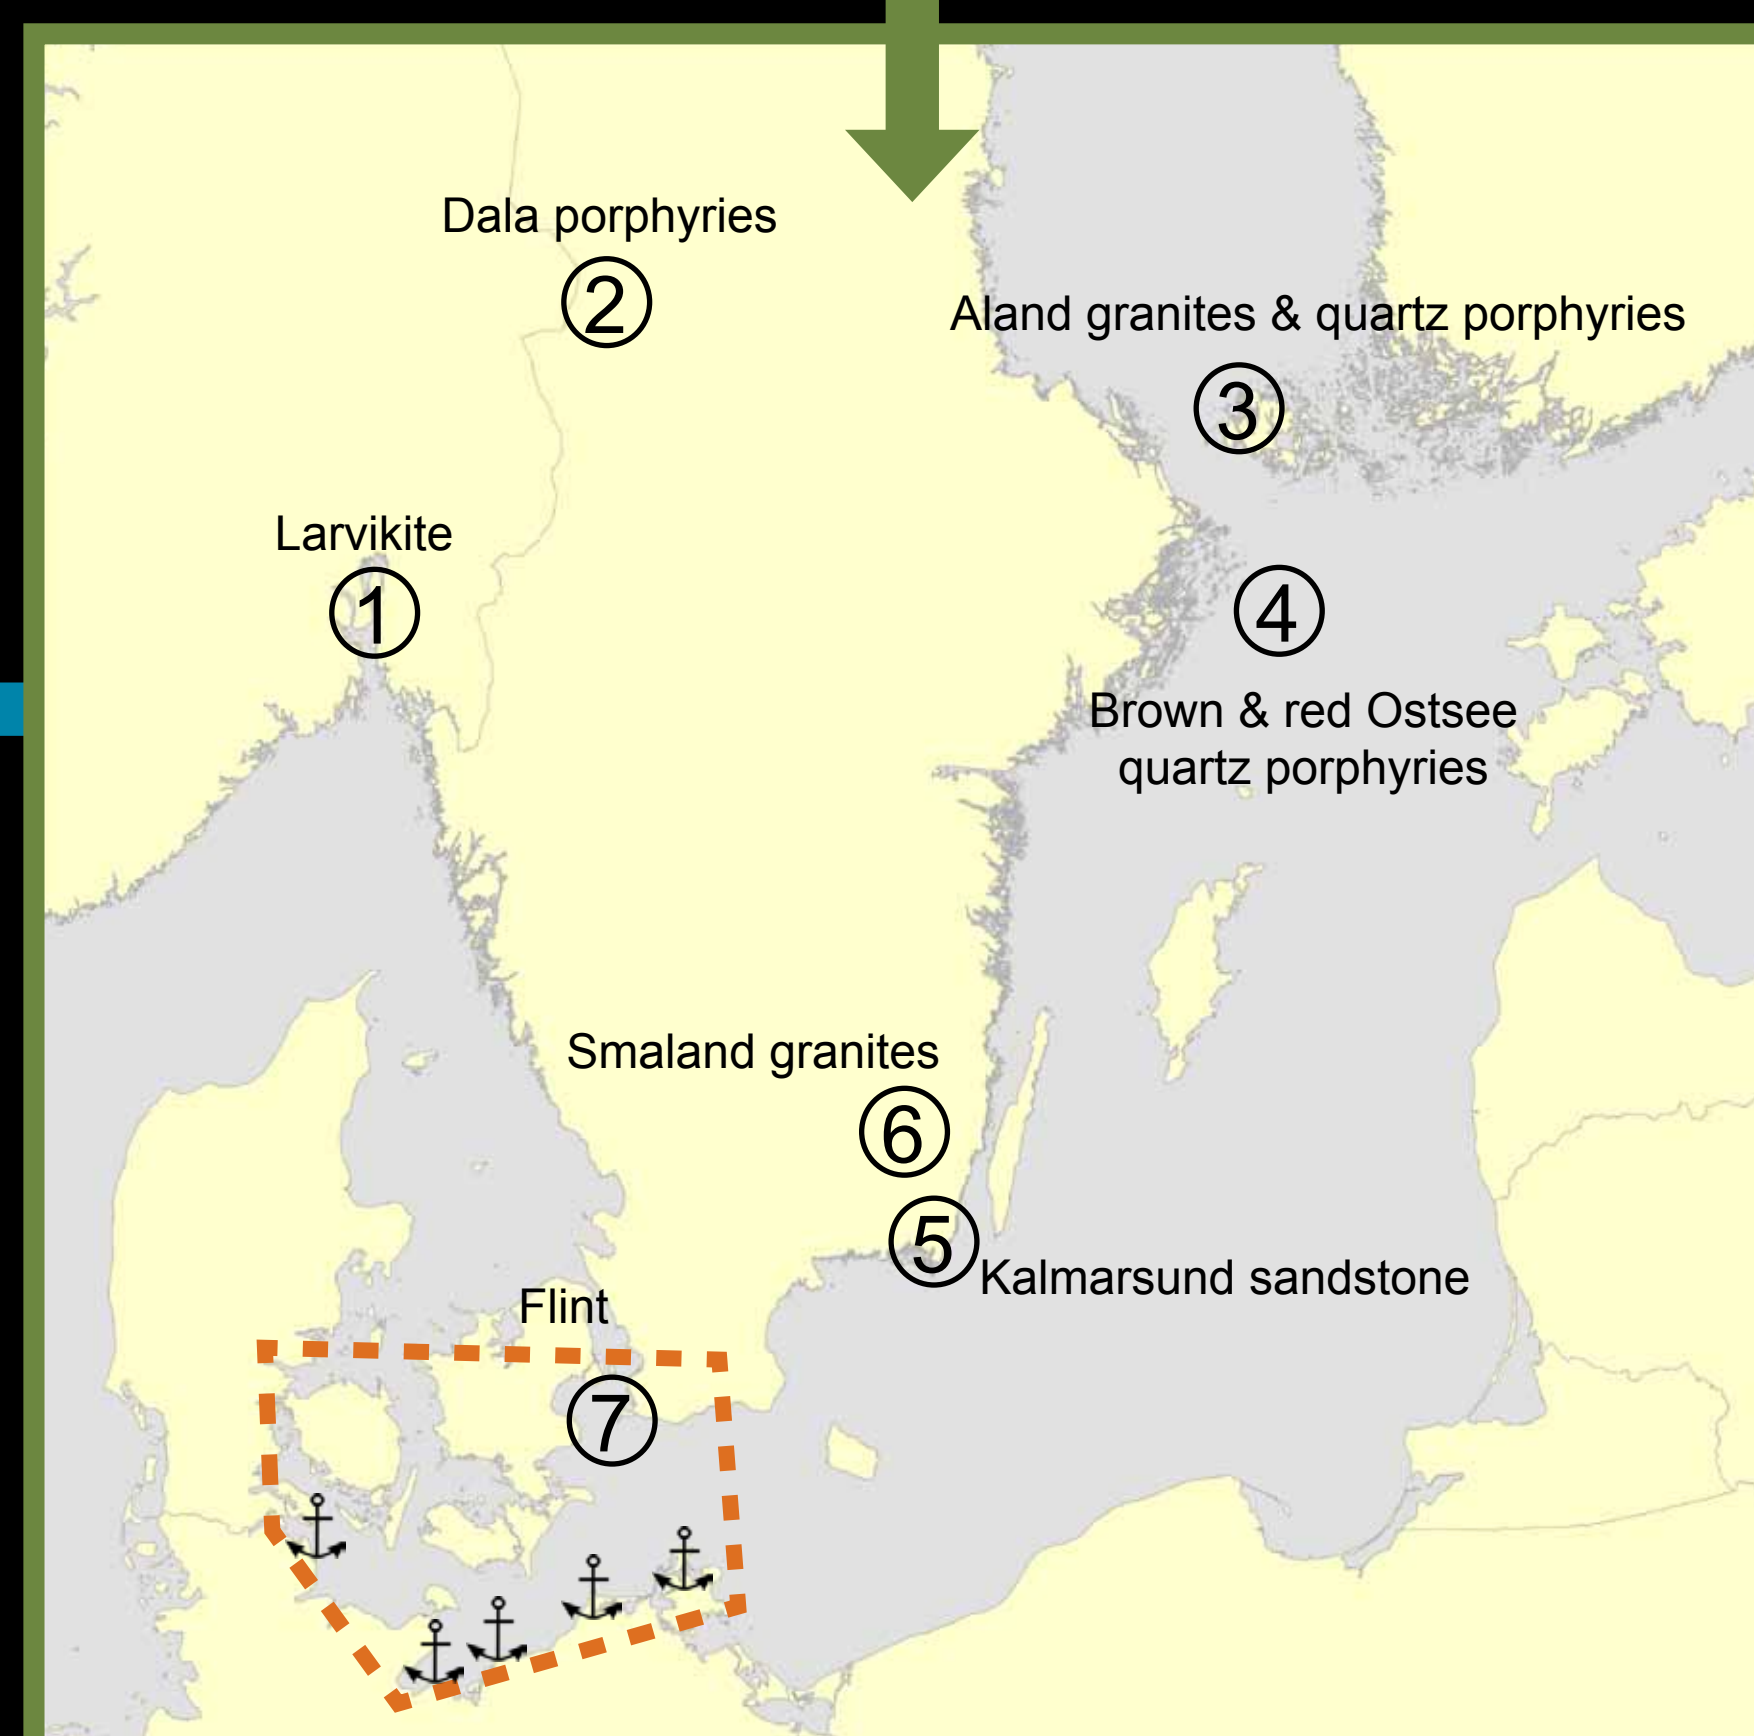 Dala porphyries
2
Aland granites & quartz porphyries
3
Larvikite
1
4
Brown & red Ostsee
quartz porphyries
Smaland granites
6
5
Kalmarsund sandstone
Flint
7